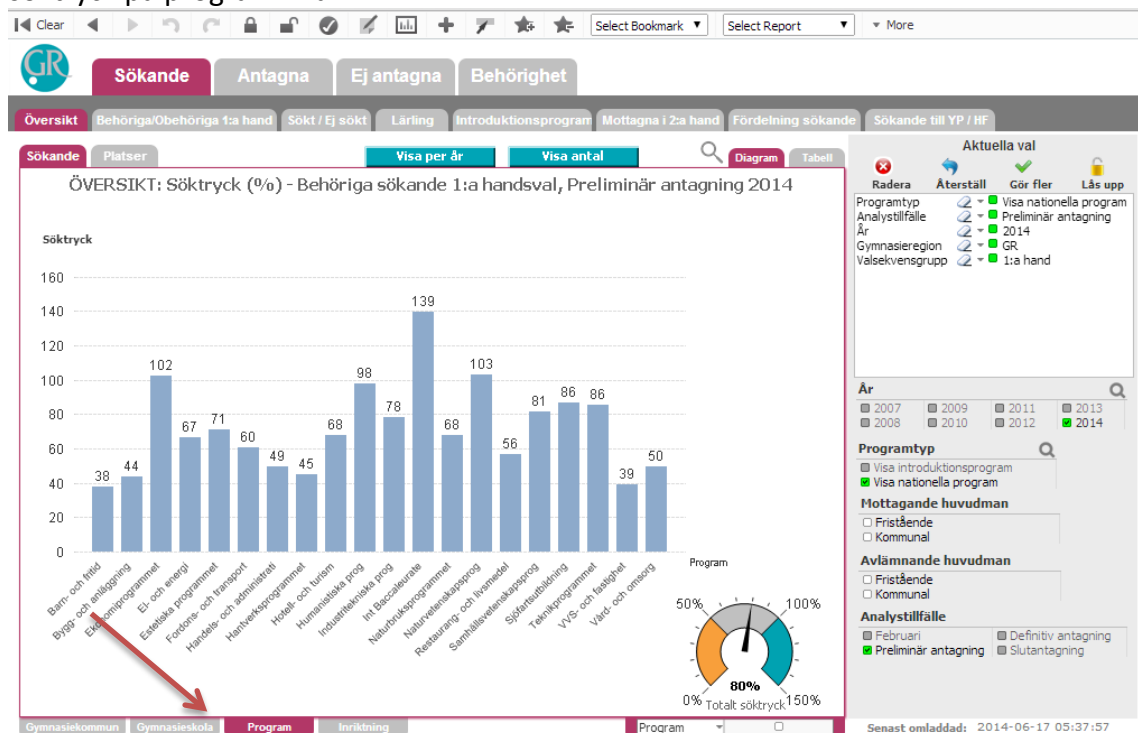 Clear Select Bookmark Select Report More
GR Sökande Antagna Ej antagna Behörighet
Översikt Behöriga/Obehöriga 1:a hand Sökt / Ej sökt Lärling Introduktionsprogram Mottagna i 2:a hand Fördelning sökande Sökande till YP / HF
Sökande Platser Visa per år Visa antal Diagram Tabell
ÖVERSIKT: Söktryck (%) - Behöriga sökande 1:a handsval, Preliminär antagning 2014
Söktryck
160
140
120
100
80
60
40
20
0
38 44 102 67 71 60 49 45 68 98 78 139 68 103 56 81 86 86 39 50
Barn- och fritid
Bygg- och anläggning
Ekonomiprogrammet
El- och energi
Estetiska programmet
Fordons- och transport
Handels- och administrati
Hantverksprogrammet
Hotell- och turism
Humanistiska prog
Industritekniska prog
Int Baccaleurate
Naturbruksprogrammet
Naturvetenskapsprog
Restaurang- och livsmedel
Samhällsvetenskapsprog
Sjöfartsutbildning
Teknikprogrammet
VVS- och fastighet
Vård- och omsorg
Program
50% 100%
80%
0% Totalt söktryck 150%
Gymnasiekommun Gymnasieskola Program Inriktning Program
Aktuella val
Radera Återställ Gör fler Lås upp
Programtyp Visa nationella program
Analystillfälle Preliminär antagning
År 2014
Gymnasieregion GR
Valsekvensgrupp 1:a hand
År
2007 2009 2011 2013
2008 2010 2012 2014
Programtyp
Visa introduktionsprogram
Visa nationella program
Mottagande huvudman
Fristående
Kommunal
Avlämnande huvudman
Fristående
Kommunal
Analystillfälle
Februari Definitiv antagning
Preliminär antagning Slutantagning
Senast omladdad: 2014-06-17 05:37:57